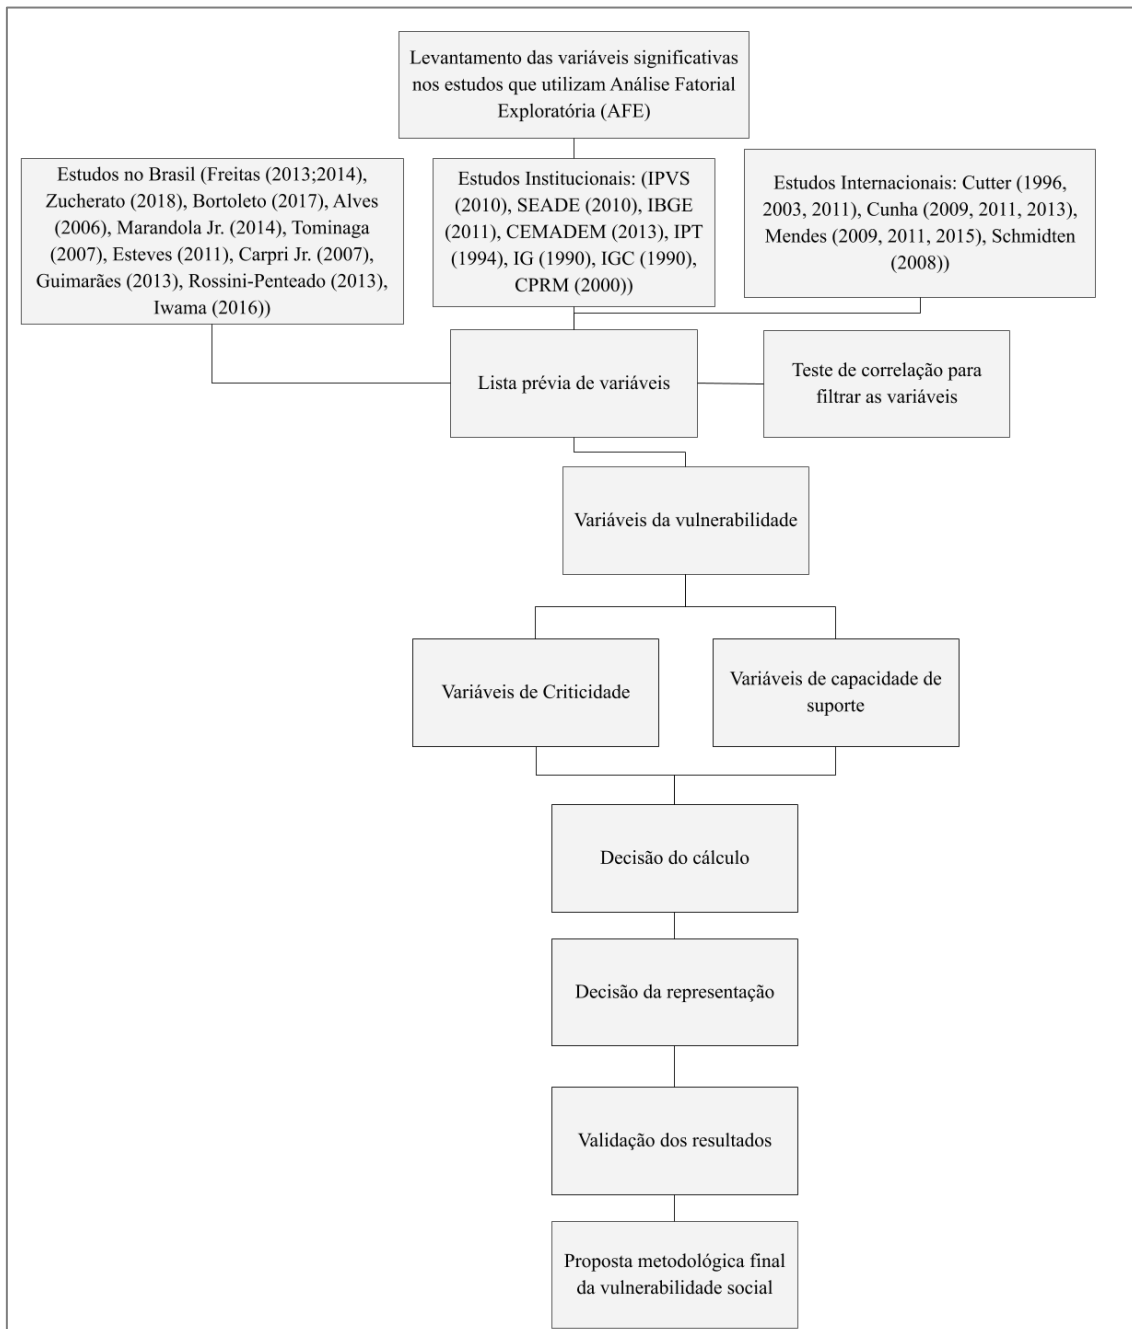 Levantamento das variáveis significativas
nos estudos que utilizam Análise Fatorial
Exploratória (AFE)
Estudos no Brasil (Freitas (2013;2014),
Zucherato (2018), Bortoleto (2017), Alves
(2006), Marandola Jr. (2014), Tominaga
(2007), Esteves (2011), Carpri Jr. (2007),
Guimarães (2013), Rossini-Penteado (2013),
Iwama (2016))
Estudos Institucionais: (IPVS
(2010), SEADE (2010), IBGE
(2011), CEMADEM (2013), IPT
(1994), IG (1990), IGC (1990),
CPRM (2000))
Estudos Internacionais: Cutter (1996,
2003, 2011), Cunha (2009, 2011, 2013),
Mendes (2009, 2011, 2015), Schmidten
(2008))
Lista prévia de variáveis
Teste de correlação para
filtrar as variáveis
Variáveis da vulnerabilidade
Variáveis de Criticidade
Variáveis de capacidade de
suporte
Decisão do cálculo
Decisão da representação
Validação dos resultados
Proposta metodológica final
da vulnerabilidade social